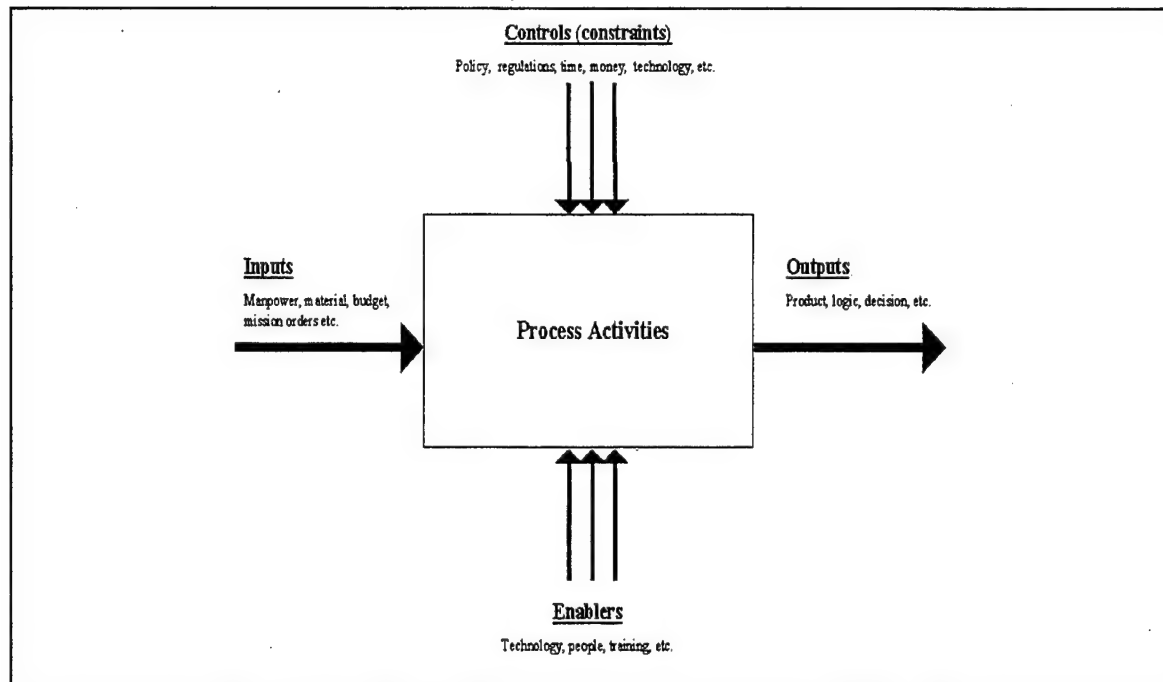 Controls (constraints)
Policy, regulations, time, money, technology, etc.
Inputs
Manpower, material, budget,
mission orders etc.
Process Activities
Outputs
Product, logic, decision, etc.
Enablers
Technology, people, training, etc.